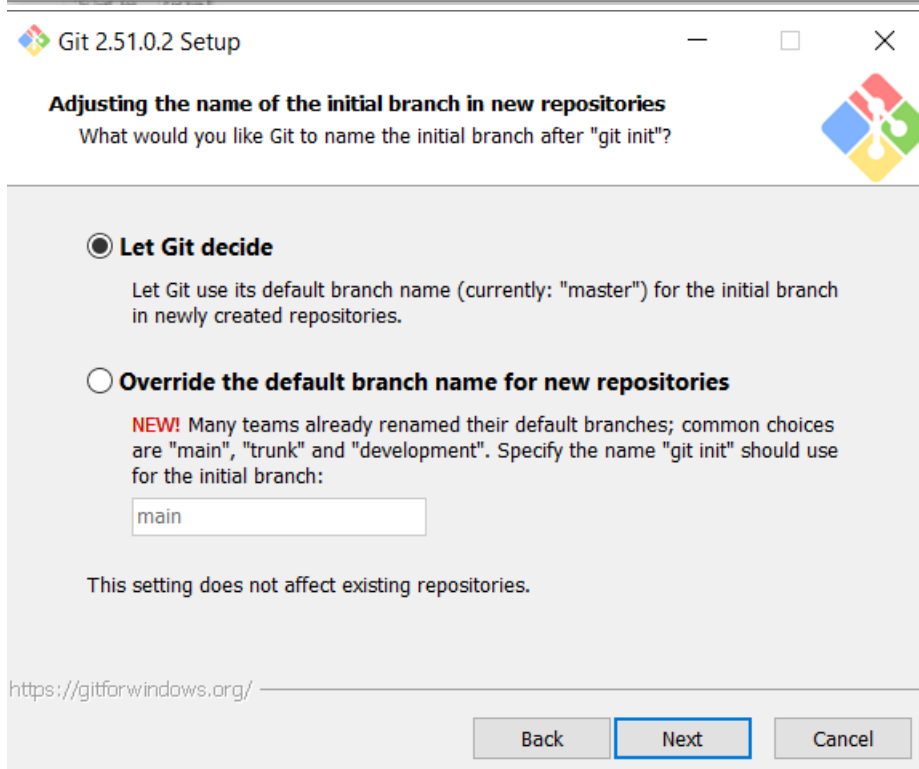 Git 2.51.0.2 Setup
Adjusting the name of the initial branch in new repositories
What would you like Git to name the initial branch after "git init"?
Let Git decide
Let Git use its default branch name (currently: "master") for the initial branch
in newly created repositories.
Override the default branch name for new repositories
NEW! Many teams already renamed their default branches; common choices
are "main", "trunk" and "development". Specify the name "git init" should use
for the initial branch:
main
This setting does not affect existing repositories.
https://gitforwindows.org/
Back Next Cancel